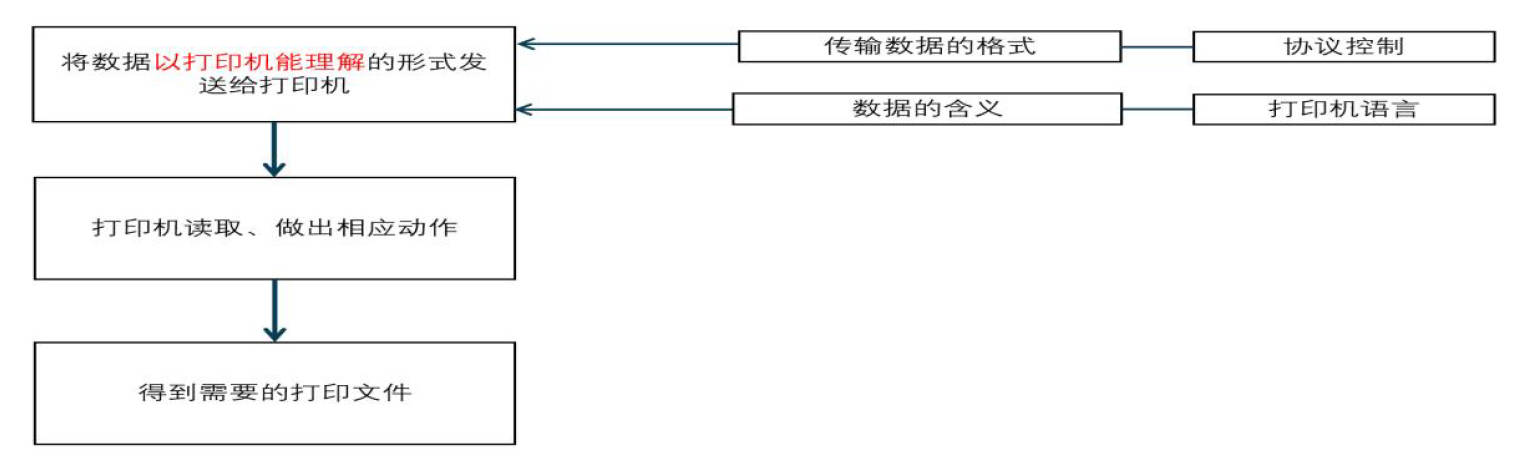 将数据以打印机能理解的形式发
送给打印机
传输数据的格式
协议控制
数据的含义
打印机语言
打印机读取、做出相应动作
得到需要的打印文件